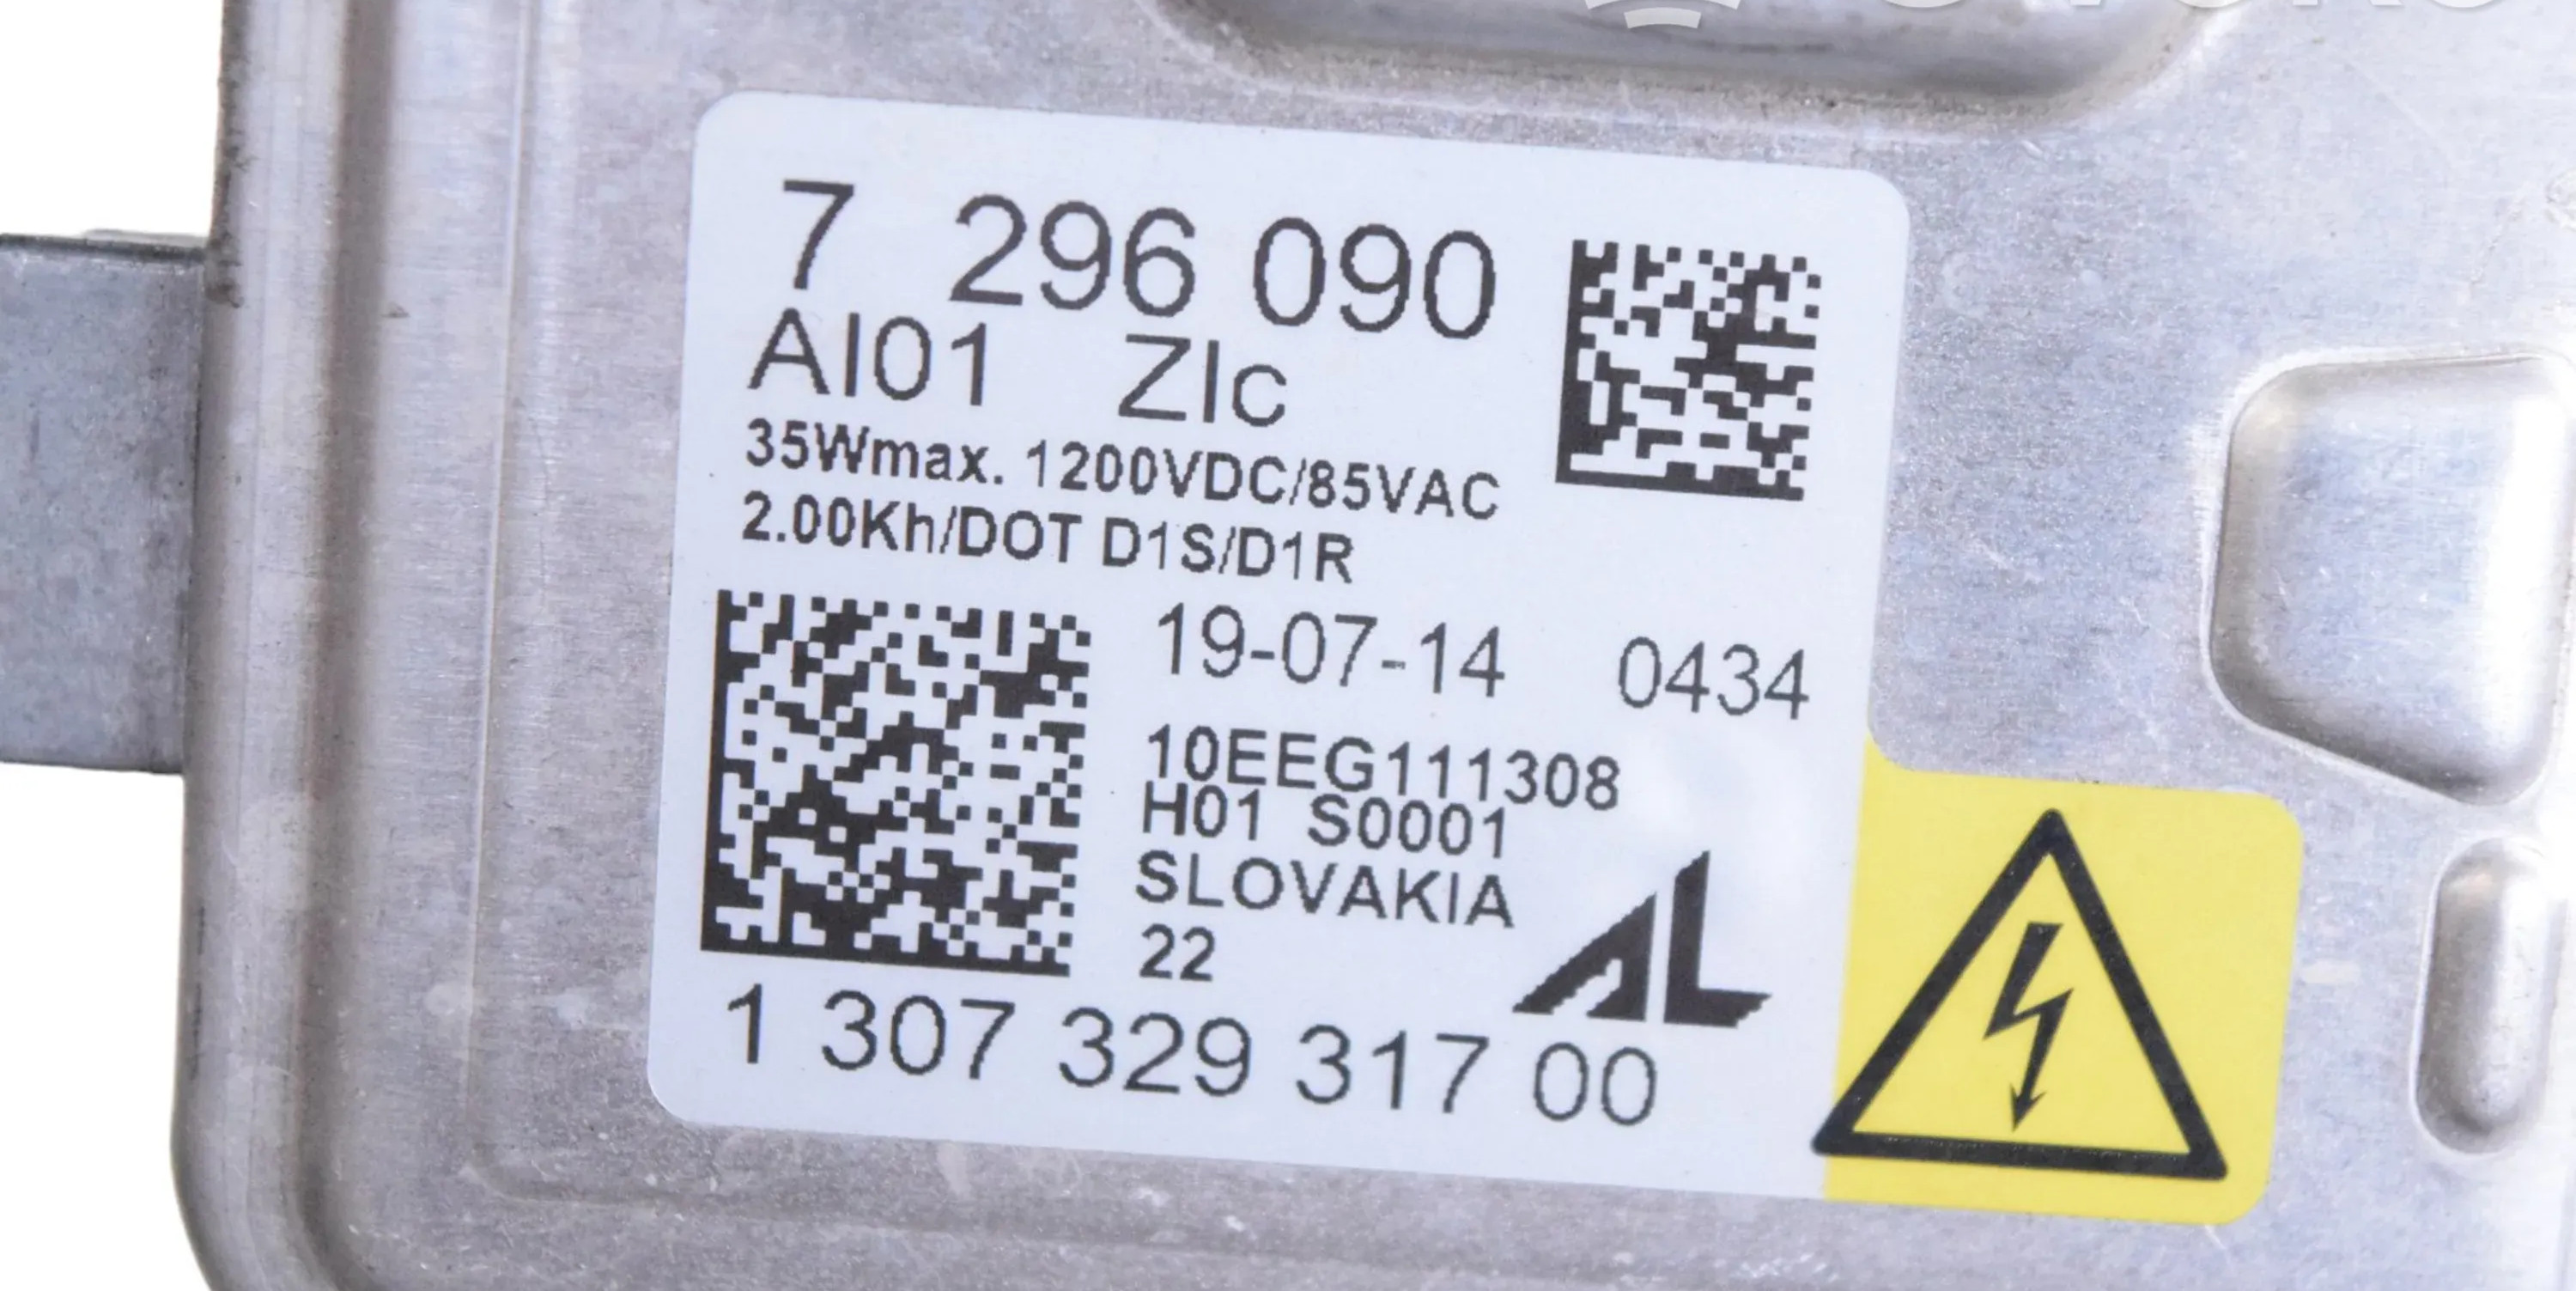 7 296 090
AI01 ZIc
35Wmax. 1200VDC/85VAC
2.00Kh/DOT D1S/D1R
19-07-14 0434
10EEG111308
H01 S0001
SLOVAKIA
22
AL
1 307 329 317 00